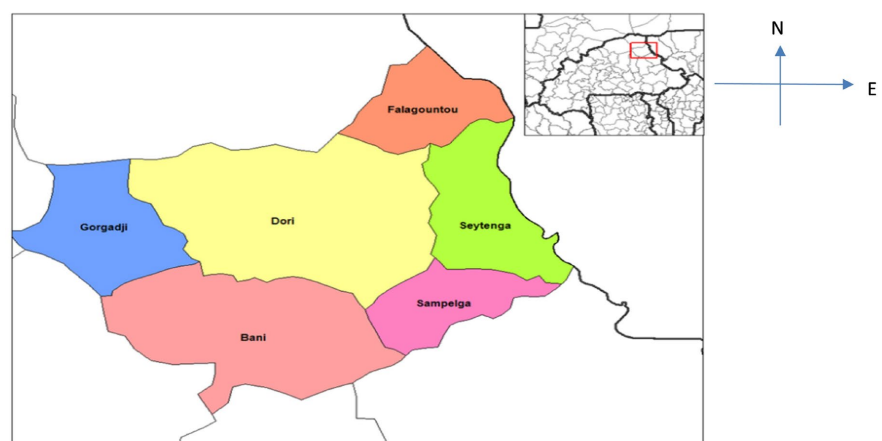 N
E
Falagountou
Gorgadji
Dori
Seytenga
Sampelga
Bani